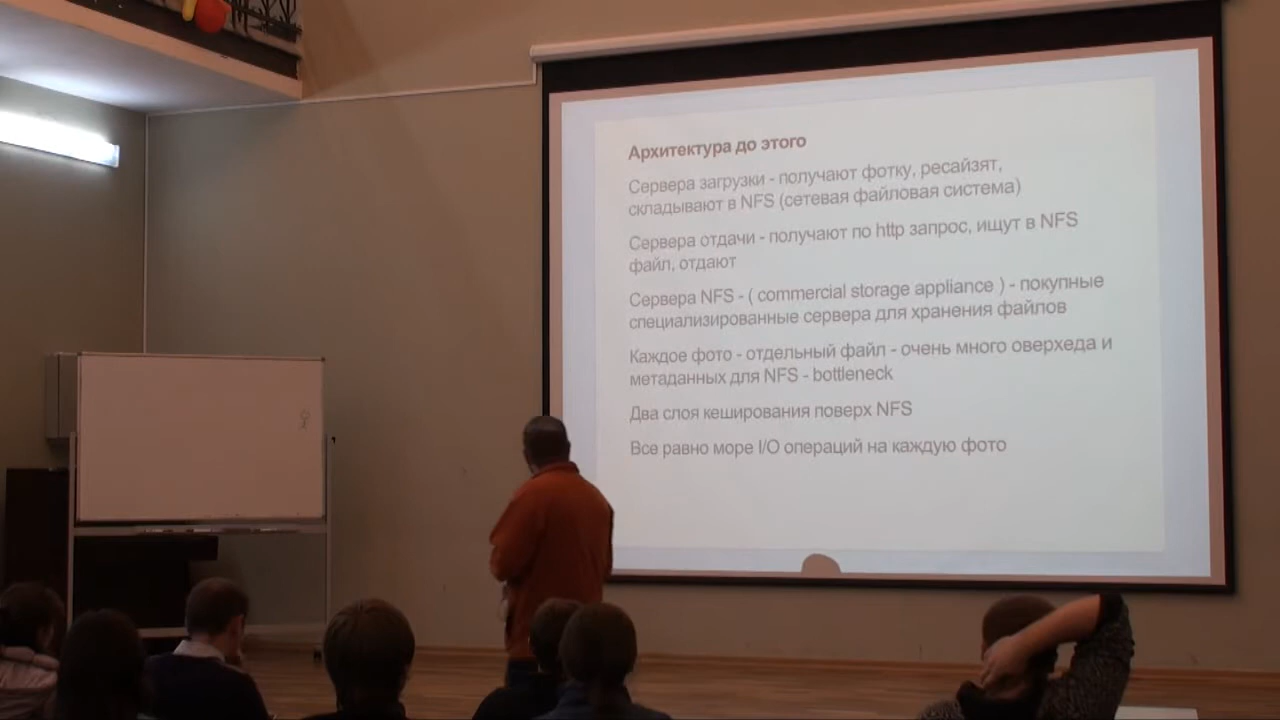 Архитектура до этого
Сервера загрузки - получают фотку, ресайзят,
складывают в NFS (сетевая файловая система)
Сервера отдачи - получают по http запрос, ищут в NFS
файл, отдают
Сервера NFS - ( commercial storage appliance ) - покупные
специализированные сервера для хранения файлов
Каждое фото - отдельный файл - очень много оверхеда и
метаданных для NFS - bottleneck
Два слоя кеширования поверх NFS
Все равно море I/O операций на каждую фото